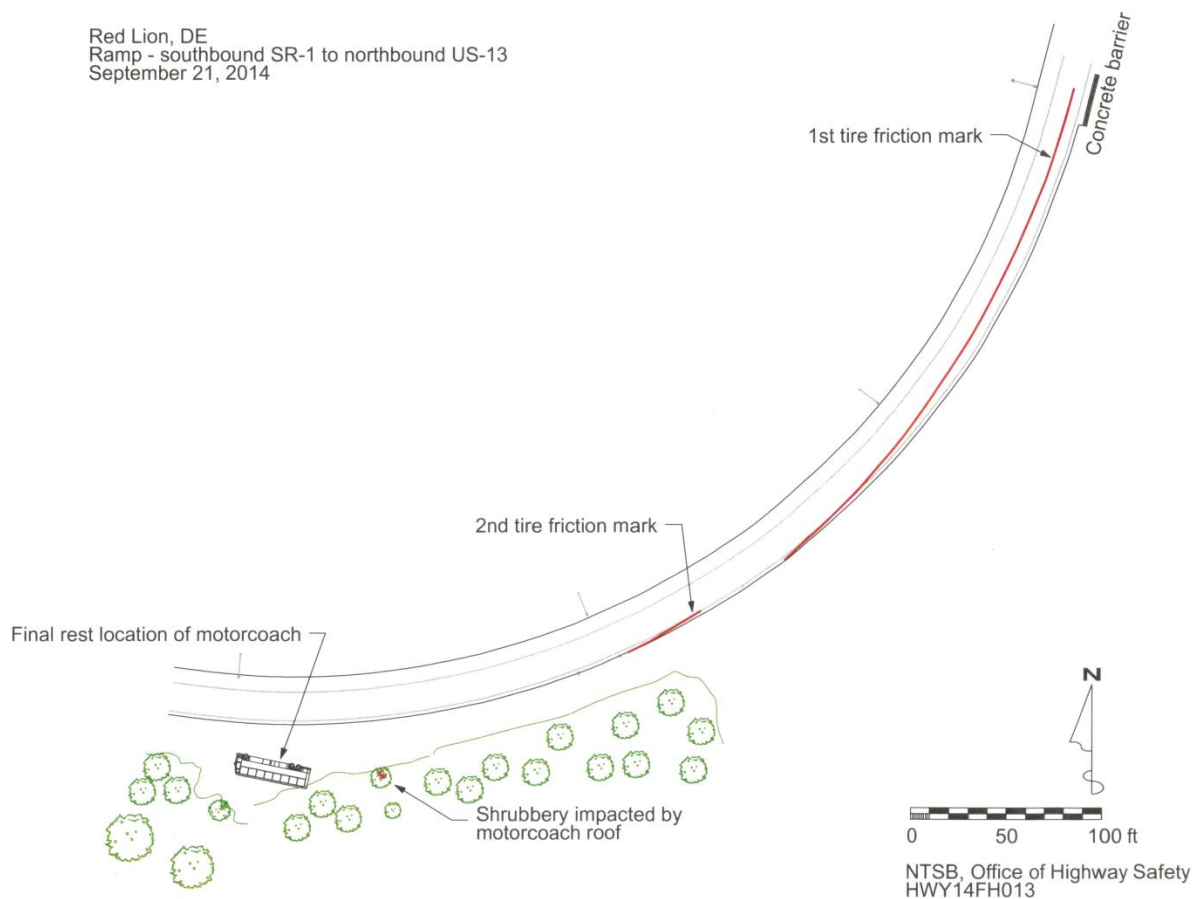 Red Lion, DE
Ramp - southbound SR-1 to northbound US-13
September 21, 2014
Concrete barrier
1st tire friction mark
2nd tire friction mark
Final rest location of motorcoach
Shrubbery impacted by
motorcoach roof
N
0 50 100 ft
NTSB, Office of Highway Safety
HWY14FH013